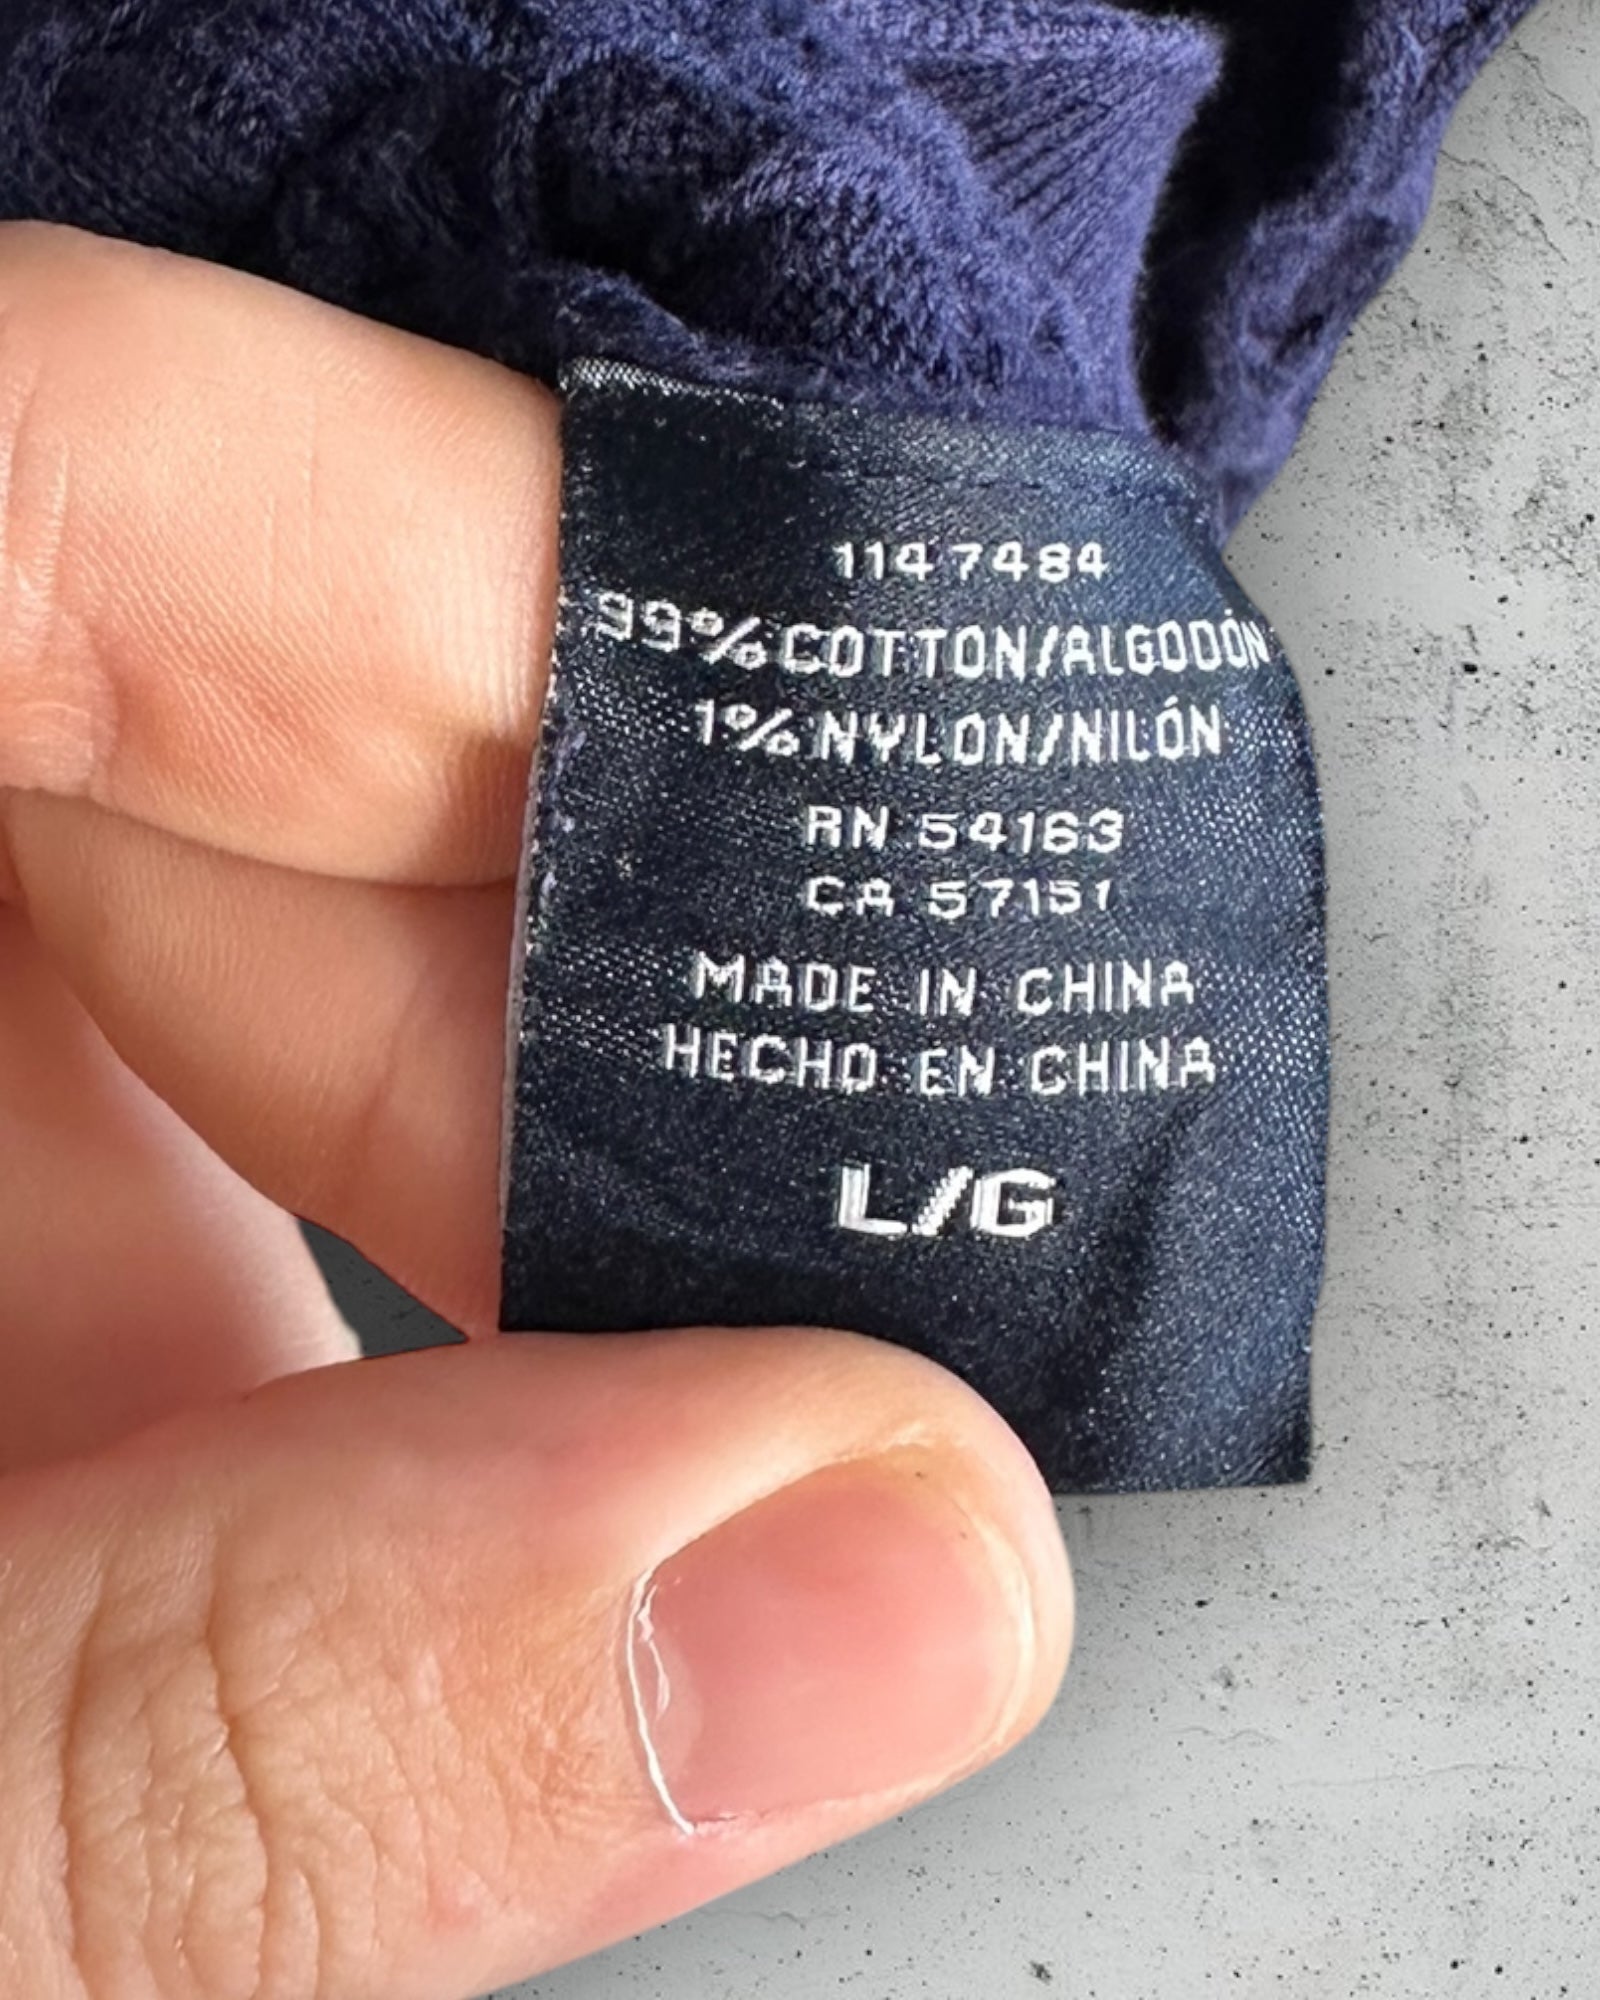 1147484
99% COTTON/ALGODÓN
1% NYLON/NILÓN
RN 54163
CA 57151
MADE IN CHINA
HECHO EN CHINA
L/G